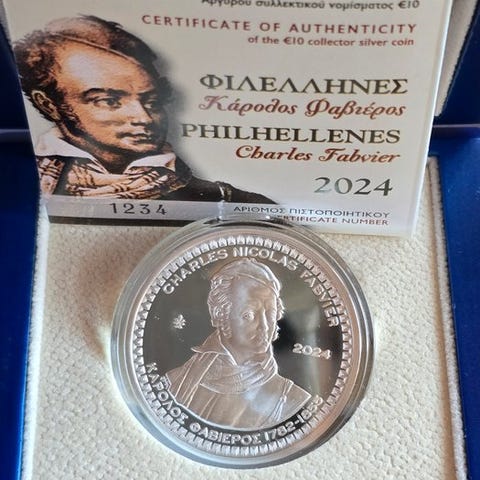 Αργυρού συλλεκτικού νομίσματος €10
CERTIFICATE OF AUTHENTICITY
of the €10 collector silver coin
ΦΙΛΕΛΛΗΝΕΣ
Κάρολος Φαβιέρος
PHILHELLENES
Charles Fabvier
2024
1234
ΑΡΙΘΜΟΣ ΠΙΣΤΟΠΟΙΗΤΙΚΟΥ
CERTIFICATE NUMBER
CHARLES NICOLAS FABVIER
2024
ΚΑΡΟΛΟΣ ΦΑΒΙΕΡΟΣ 1782-1855